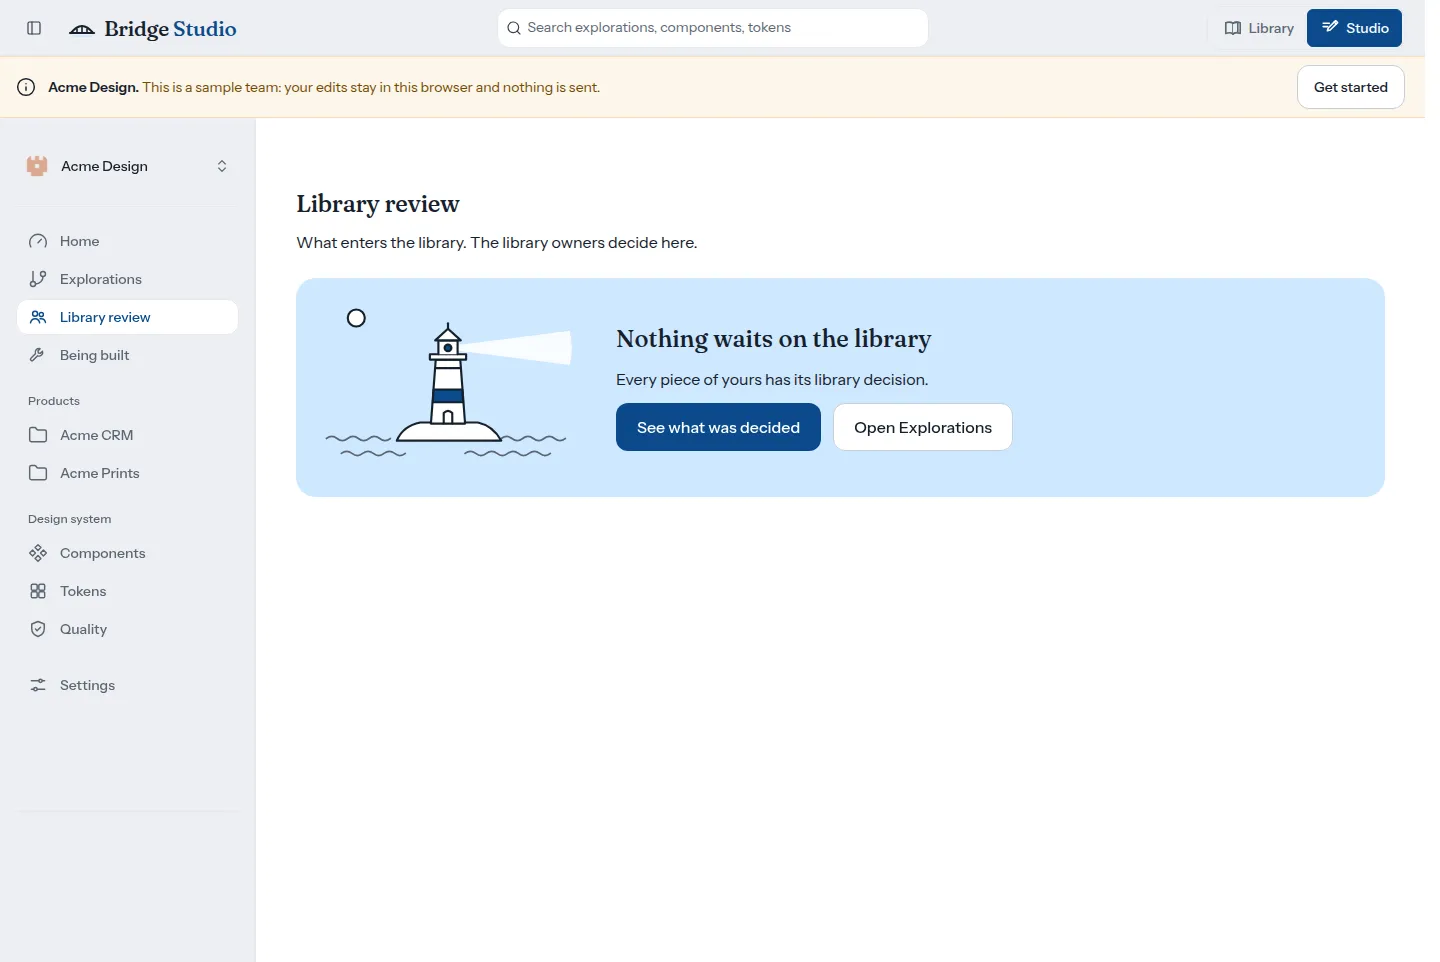 Bridge Studio
Search explorations, components, tokens
Library
Studio
Acme Design. This is a sample team: your edits stay in this browser and nothing is sent.
Get started
Acme Design
Home
Explorations
Library review
Being built
Products
Acme CRM
Acme Prints
Design system
Components
Tokens
Quality
Settings
Library review
What enters the library. The library owners decide here.
Nothing waits on the library
Every piece of yours has its library decision.
See what was decided
Open Explorations